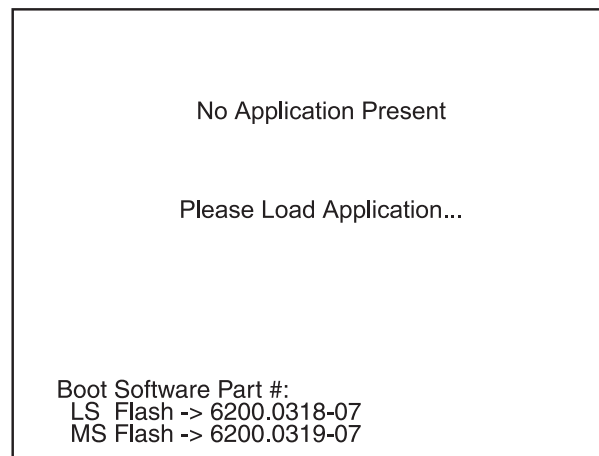 No Application Present
Please Load Application...
Boot Software Part #:
LS Flash -> 6200.0318-07
MS Flash -> 6200.0319-07